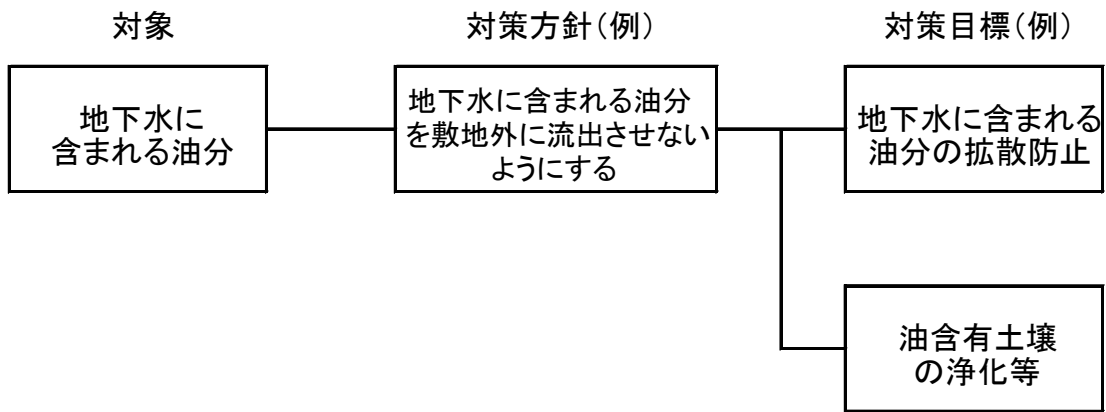 対象
対策方針(例)
対策目標(例)
地下水に
含まれる油分
地下水に含まれる油分
を敷地外に流出させない
ようにする
地下水に含まれる
油分の拡散防止
油含有土壌
の浄化等